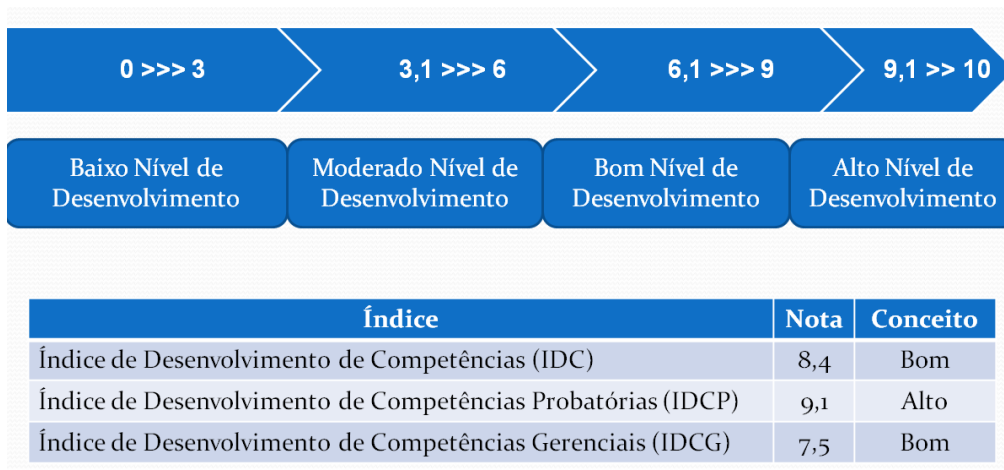 0 >>> 3
3,1 >>> 6
6,1 >>> 9
9,1 >> 10
Baixo Nível de
Desenvolvimento
Moderado Nível de
Desenvolvimento
Bom Nível de
Desenvolvimento
Alto Nível de
Desenvolvimento
Índice Nota Conceito
Índice de Desenvolvimento de Competências (IDC) 8,4 Bom
Índice de Desenvolvimento de Competências Probatórias (IDCP) 9,1 Alto
Índice de Desenvolvimento de Competências Gerenciais (IDCG) 7,5 Bom